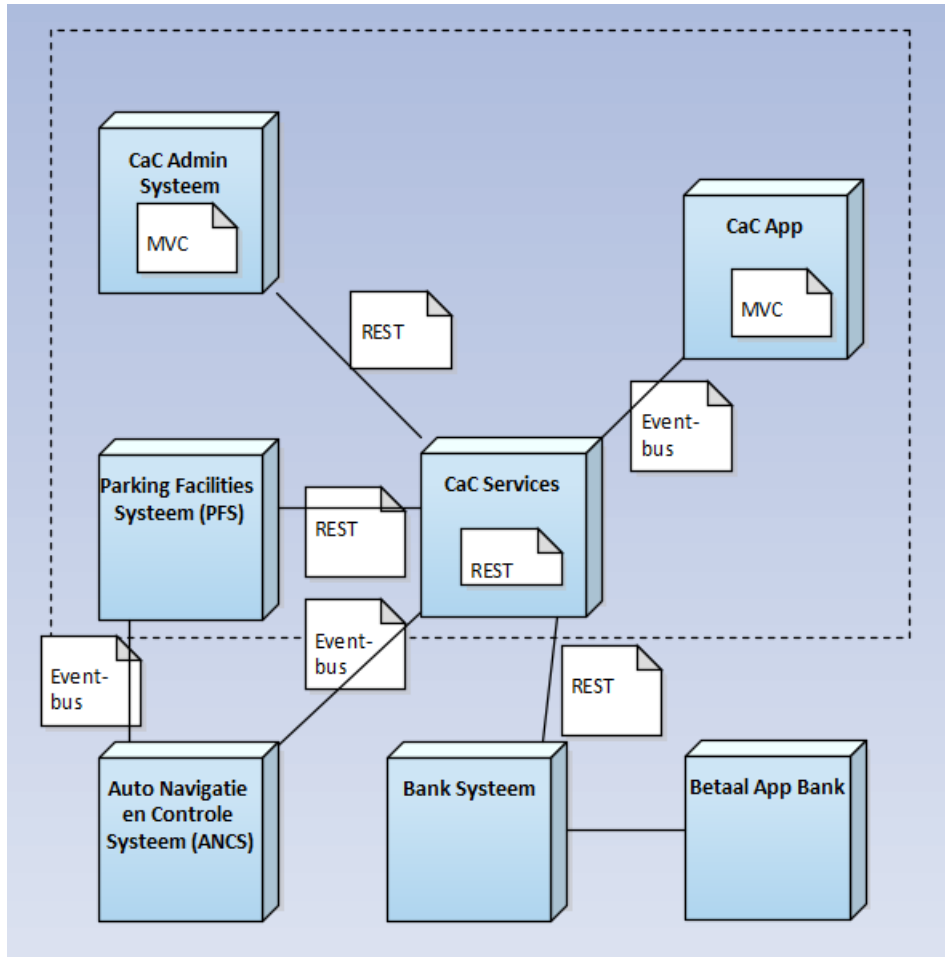 CaC Admin
Systeem
MVC
CaC App
MVC
REST
Event-
bus
Parking Facilities
Systeem (PFS)
REST
CaC Services
REST
Event-
bus
Event-
bus
REST
Auto Navigatie
en Controle
Systeem (ANCS)
Bank Systeem
Betaal App Bank